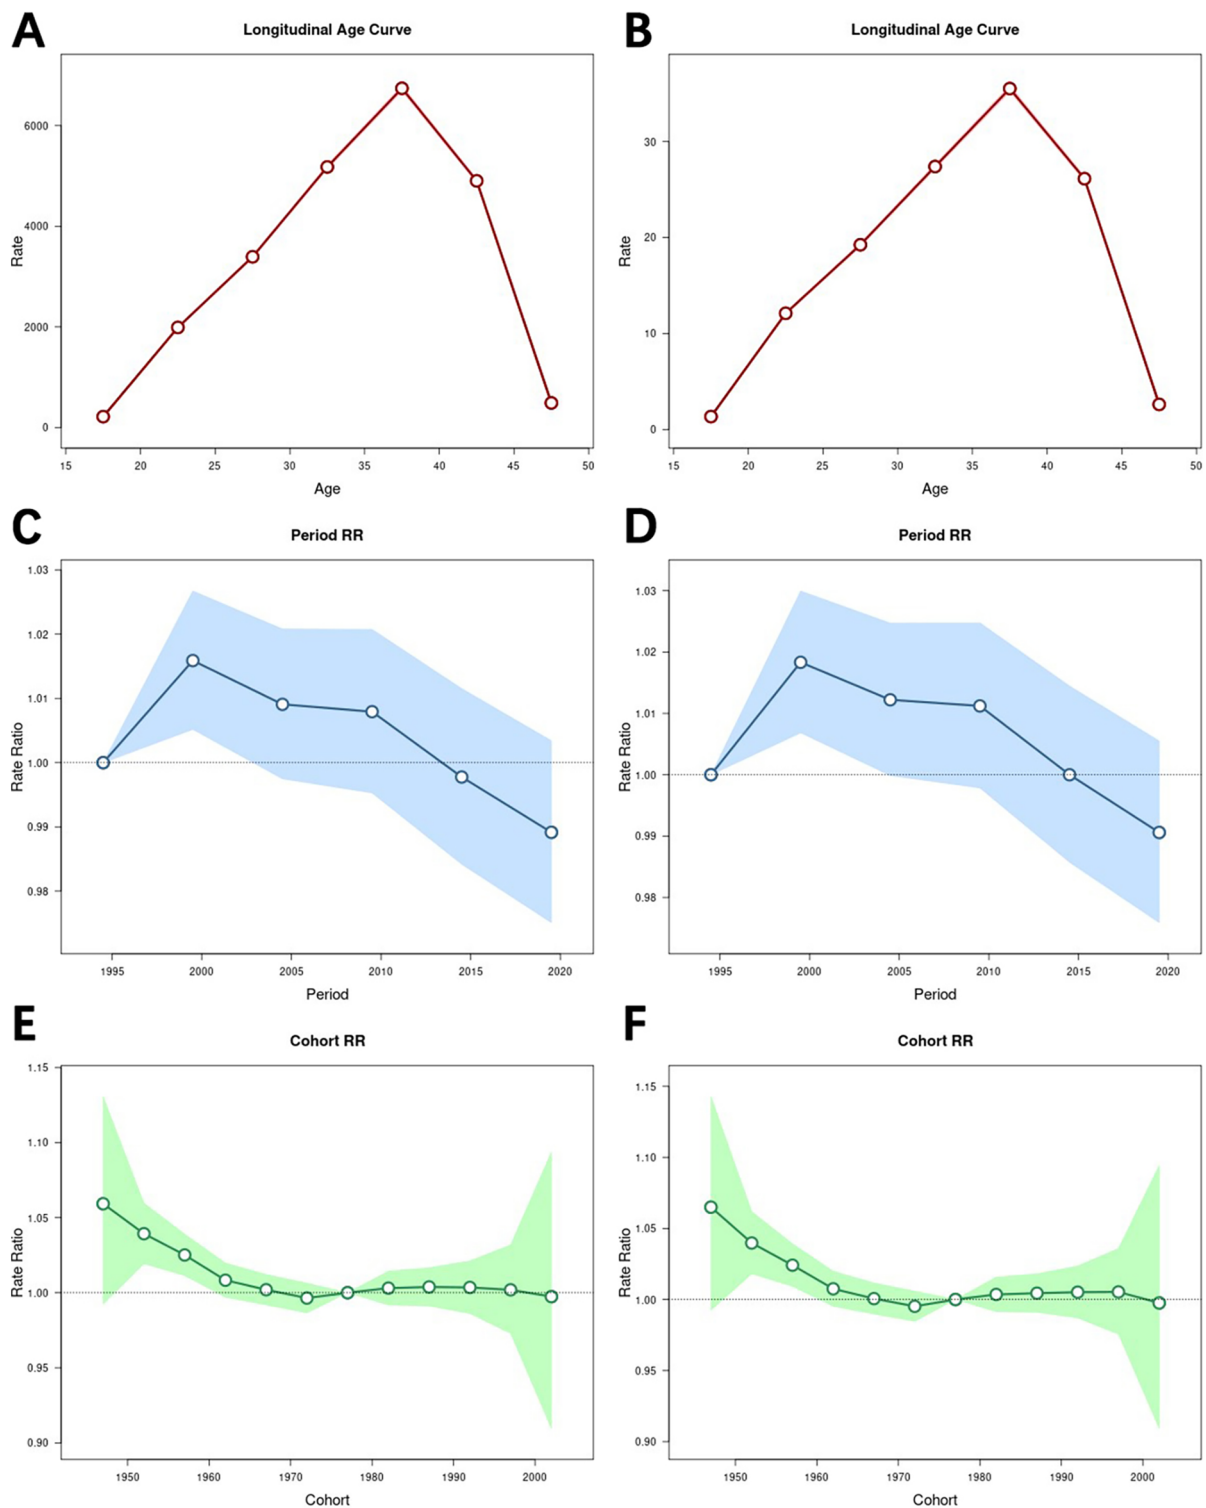 A
Longitudinal Age Curve
Rate
6000
4000
2000
0
15 20 25 30 35 40 45 50
Age
B
Longitudinal Age Curve
Rate
30
20
10
0
15 20 25 30 35 40 45 50
Age
C
Period RR
Rate Ratio
1.03
1.02
1.01
1.00
0.99
0.98
1995 2000 2005 2010 2015 2020
Period
D
Period RR
Rate Ratio
1.03
1.02
1.01
1.00
0.99
0.98
1995 2000 2005 2010 2015 2020
Period
E
Cohort RR
Rate Ratio
1.15
1.10
1.05
1.00
0.95
0.90
1950 1960 1970 1980 1990 2000
Cohort
F
Cohort RR
Rate Ratio
1.15
1.10
1.05
1.00
0.95
0.90
1950 1960 1970 1980 1990 2000
Cohort